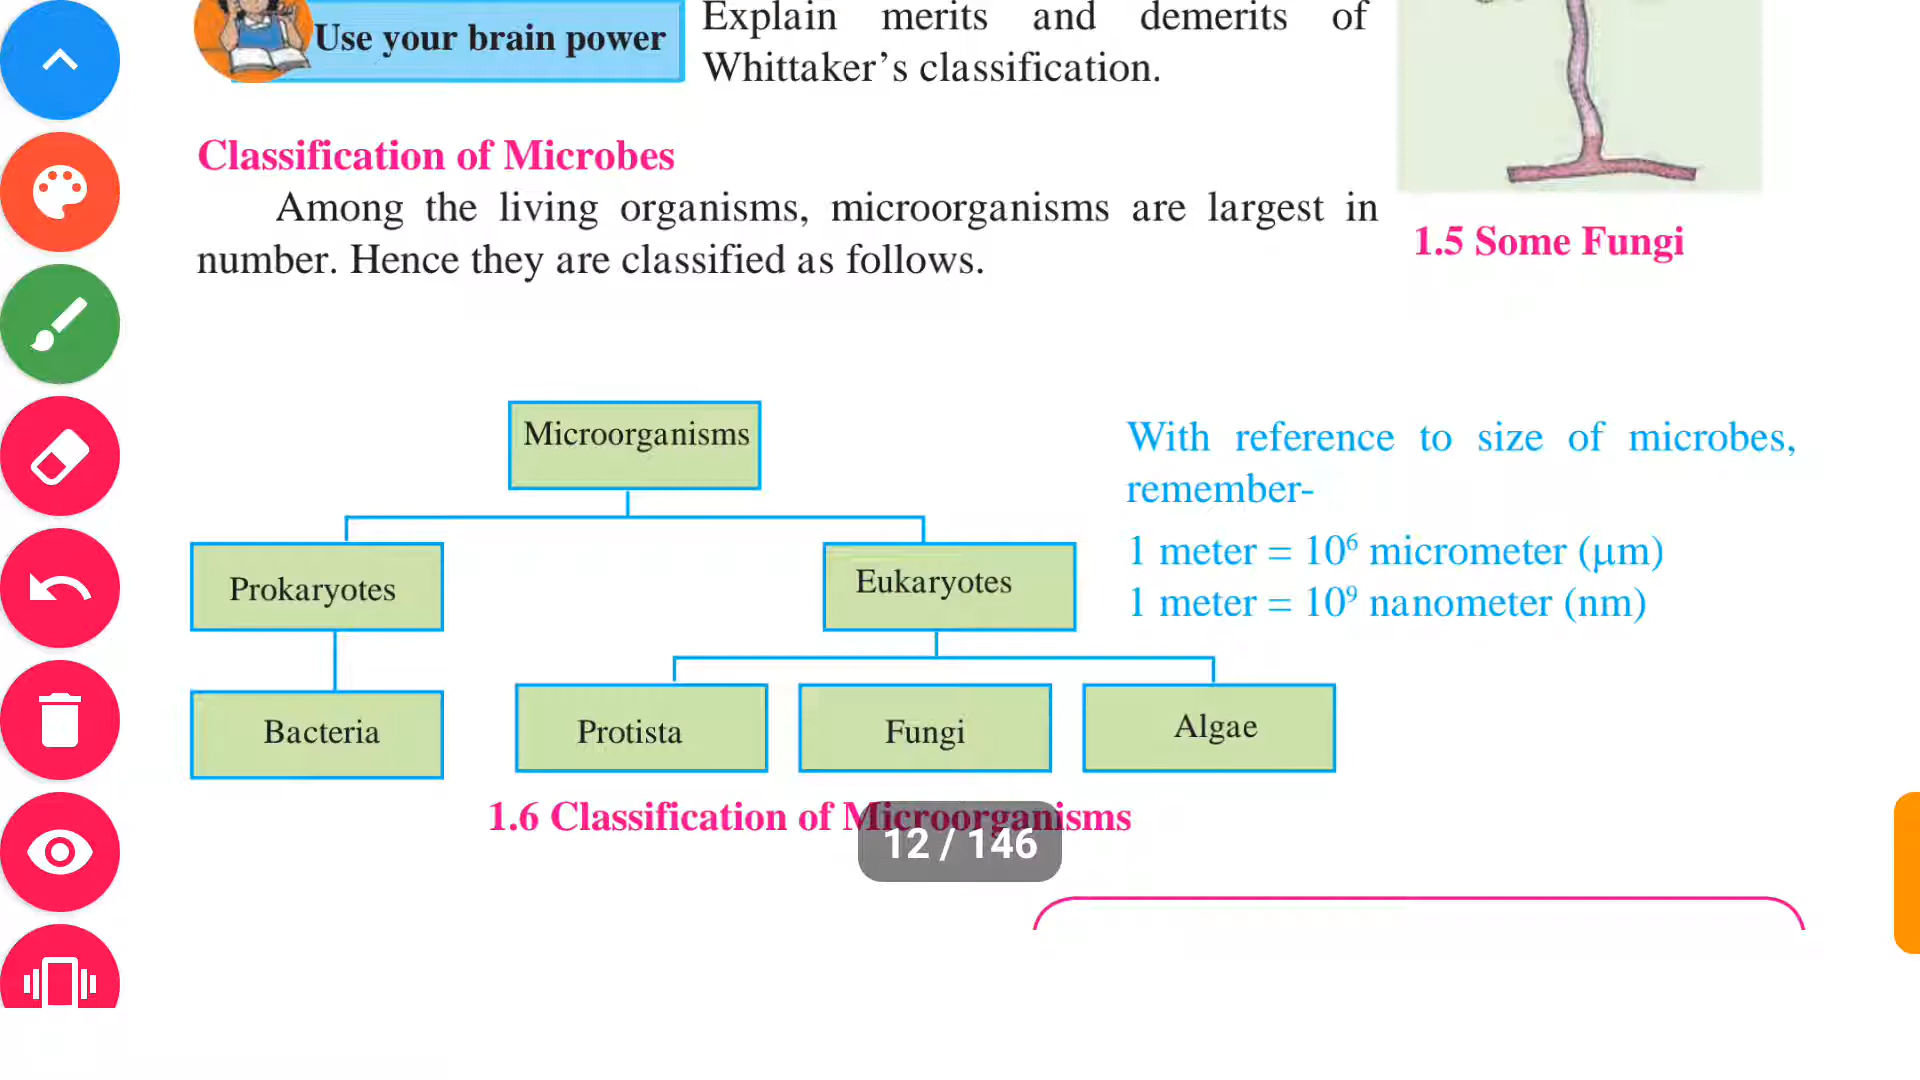 Use your brain power
Explain merits and demerits of
Whittaker’s classification.
Classification of Microbes
Among the living organisms, microorganisms are largest in
number. Hence they are classified as follows.
1.5 Some Fungi
Microorganisms
Prokaryotes
Eukaryotes
Bacteria
Protista
Fungi
Algae
1.6 Classification of Microorganisms
With reference to size of microbes,
remember-
1 meter = 10⁶ micrometer (µm)
1 meter = 10⁹ nanometer (nm)
12 / 146